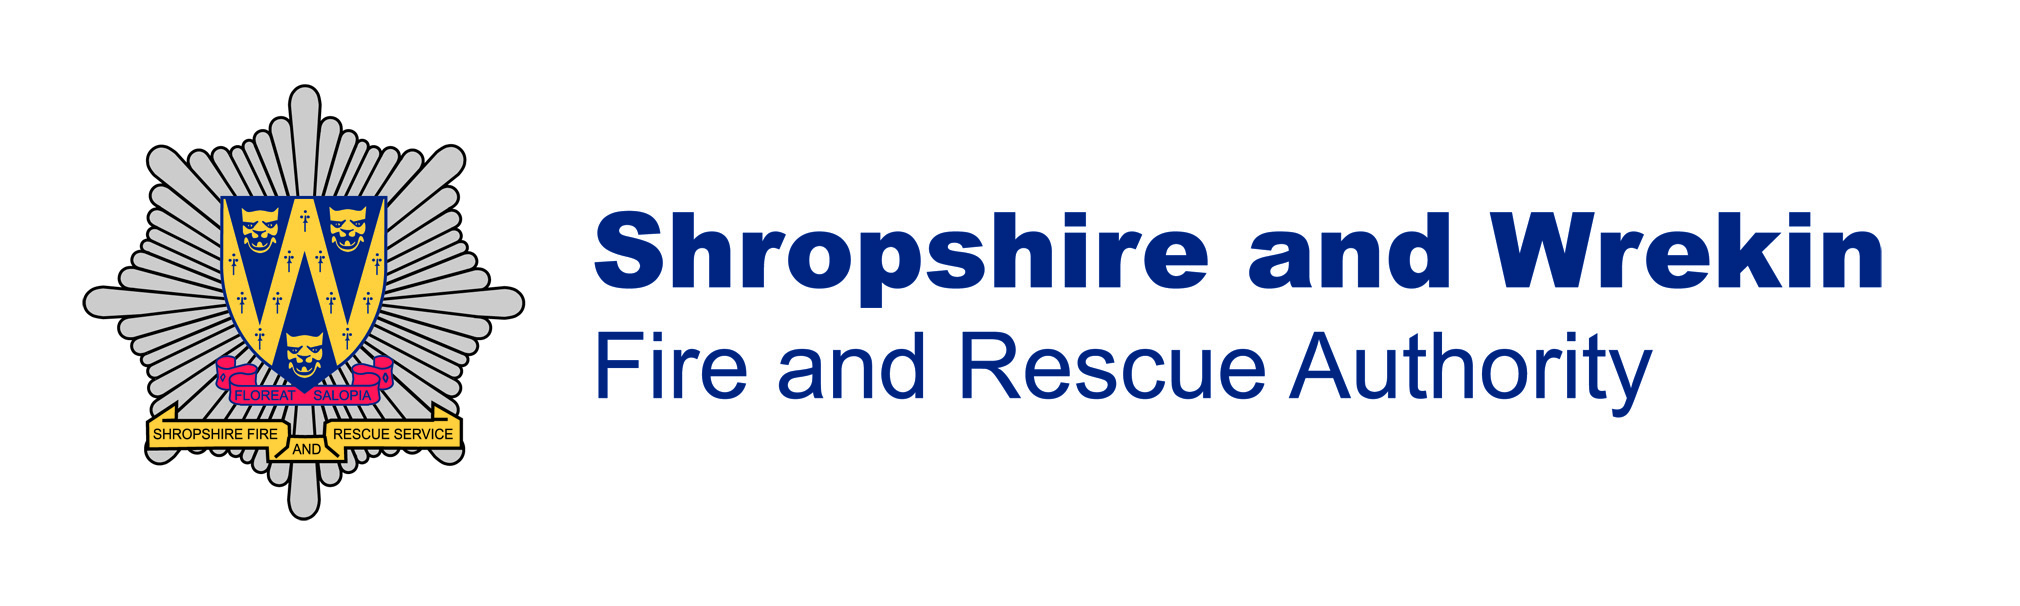 FLOREAT SALOPIA
SHROPSHIRE FIRE AND RESCUE SERVICE
Shropshire and Wrekin
Fire and Rescue Authority